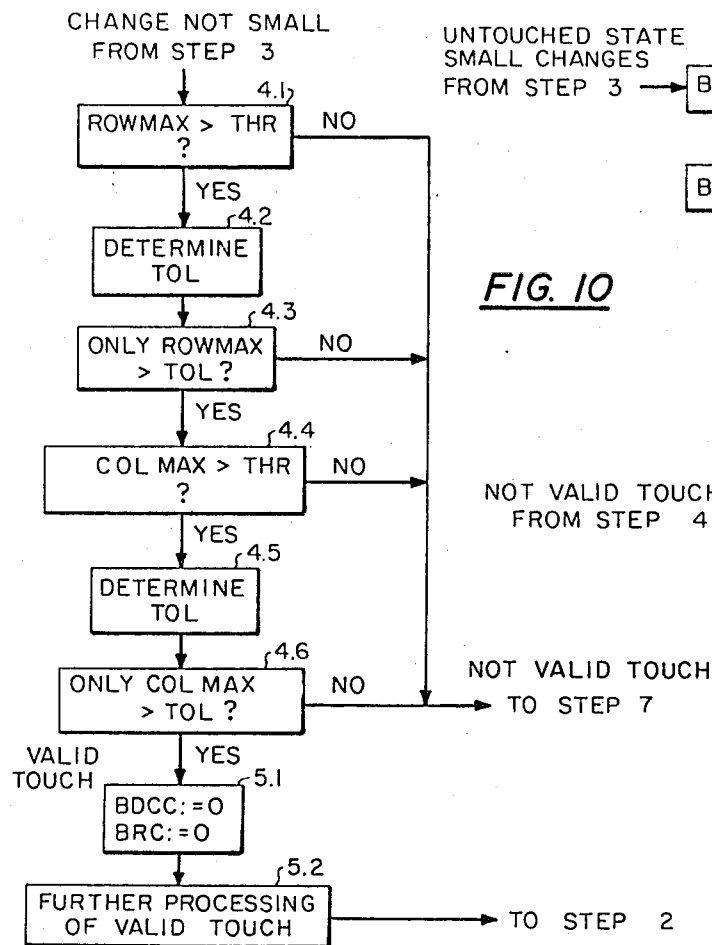 CHANGE NOT SMALL
FROM STEP 3
4.1
ROWMAX > THR
?
NO
YES
4.2
DETERMINE
TOL
4.3
ONLY ROWMAX
> TOL ?
NO
YES
4.4
COL MAX > THR
?
NO
YES
4.5
DETERMINE
TOL
4.6
ONLY COL MAX
> TOL ?
NO
NOT VALID TOUCH
TO STEP 7
VALID
TOUCH
YES
5.1
BDCC:=0
BRC:=0
5.2
FURTHER PROCESSING
OF VALID TOUCH
TO STEP 2
UNTOUCHED STATE
SMALL CHANGES
FROM STEP 3
B
B
FIG. 10
NOT VALID TOUCH
FROM STEP 4